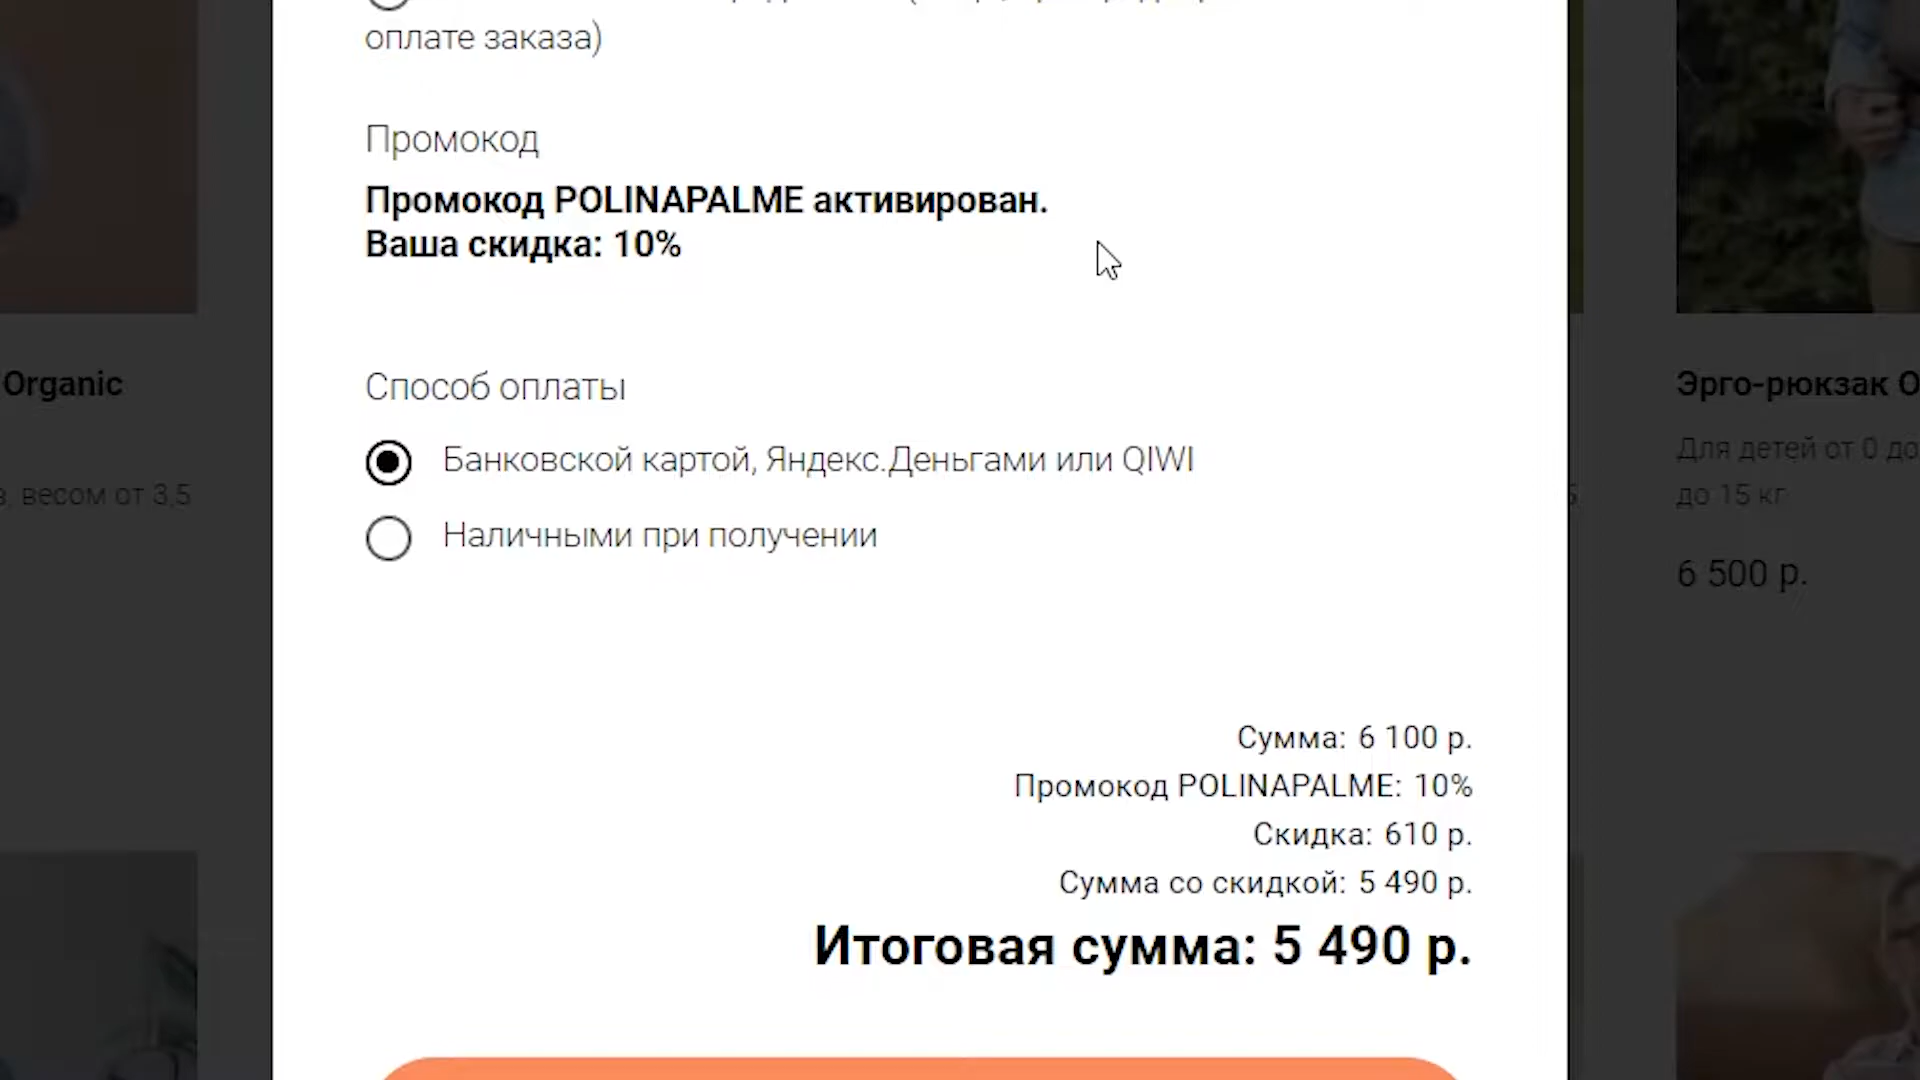 оплате заказа)
Промокод
Промокод POLINAPALME активирован.
Ваша скидка: 10%
Organic
Эрго-рюкзак O
Способ оплаты
Банковской картой, Яндекс.Деньгами или QIWI
Для детей от 0 до
весом от 3,5
до 15 кг
Наличными при получении
6 500 р.
Сумма: 6 100 р.
Промокод POLINAPALME: 10%
Скидка: 610 р.
Сумма со скидкой: 5 490 р.
Итоговая сумма: 5 490 р.